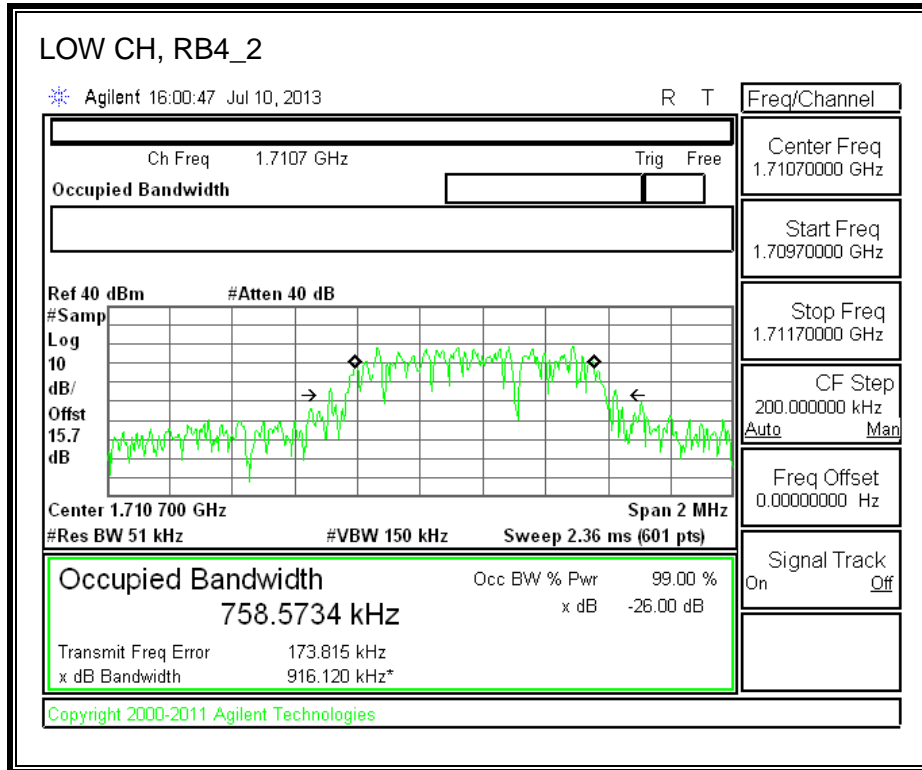 LOW CH, RB4_2
Agilent 16:00:47 Jul 10, 2013 R T
Freq/Channel
Ch Freq 1.7107 GHz Trig Free
Occupied Bandwidth
Center Freq
1.71070000 GHz
Start Freq
1.70970000 GHz
Stop Freq
1.71170000 GHz
CF Step
200.000000 kHz
Auto Man
Freq Offset
0.00000000 Hz
Signal Track
On Off
Ref 40 dBm #Atten 40 dB
#Samp
Log
10
dB/
Offst
15.7
dB
Center 1.710 700 GHz Span 2 MHz
#Res BW 51 kHz #VBW 150 kHz Sweep 2.36 ms (601 pts)
Occupied Bandwidth Occ BW % Pwr 99.00 %
758.5734 kHz x dB -26.00 dB
Transmit Freq Error 173.815 kHz
x dB Bandwidth 916.120 kHz*
Copyright 2000-2011 Agilent Technologies